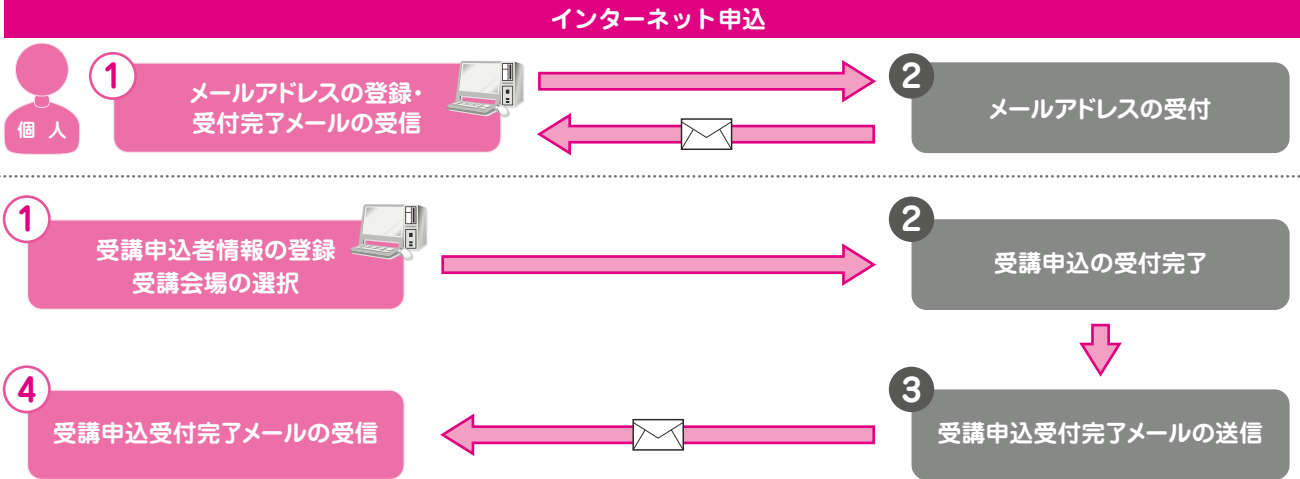 インターネット申込
個 人
1
メールアドレスの登録・
受付完了メールの受信
2
メールアドレスの受付
1
受講申込者情報の登録
受講会場の選択
2
受講申込の受付完了
4
受講申込受付完了メールの受信
3
受講申込受付完了メールの送信